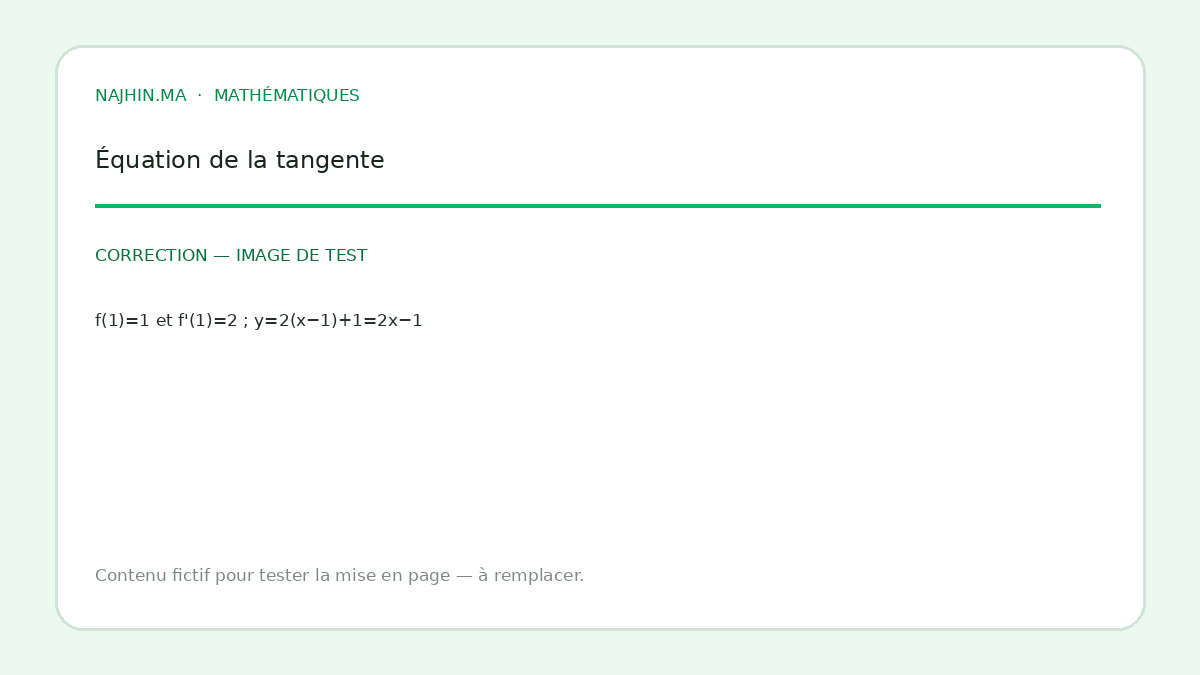 NAJHIN.MA · MATHÉMATIQUES
Équation de la tangente
CORRECTION — IMAGE DE TEST
f(1)=1 et f'(1)=2 ; y=2(x−1)+1=2x−1
Contenu fictif pour tester la mise en page — à remplacer.